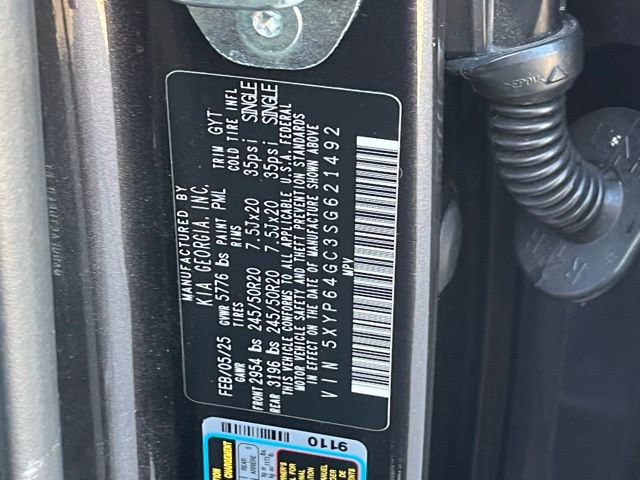 MANUFACTURED BY
KIA GEORGIA, INC.
FEB/05/25 GVWR 5776 lbs PAINT PML TRIM GYT
GAWR TIRES RIMS COLD TIRE INFL
FRONT 2954 lbs 245/50R20 7.5Jx20 35psi SINGLE
REAR 3196 lbs 245/50R20 7.5Jx20 35psi SINGLE
THIS VEHICLE CONFORMS TO ALL APPLICABLE U.S.A. FEDERAL
MOTOR VEHICLE SAFETY AND THEFT PREVENTION STANDARDS
IN EFFECT ON THE DATE OF MANUFACTURE SHOWN ABOVE
VIN 5XYP64GC3SG621492
MPV
9110
EPDM
REAR